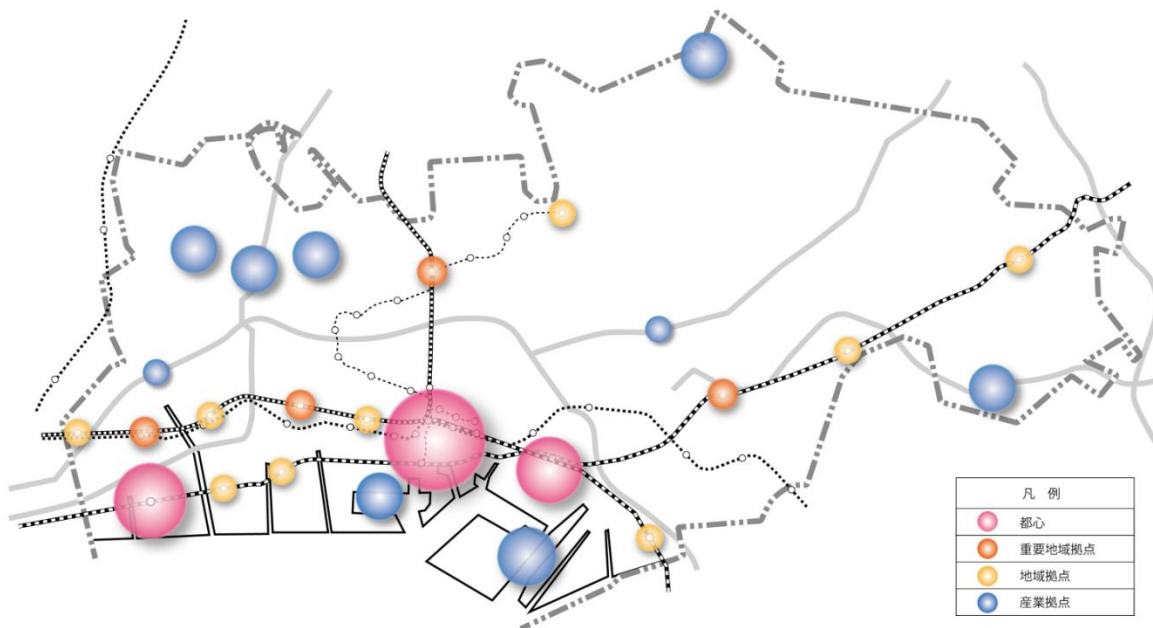 凡 例
都心
重要地域拠点
地域拠点
産業拠点